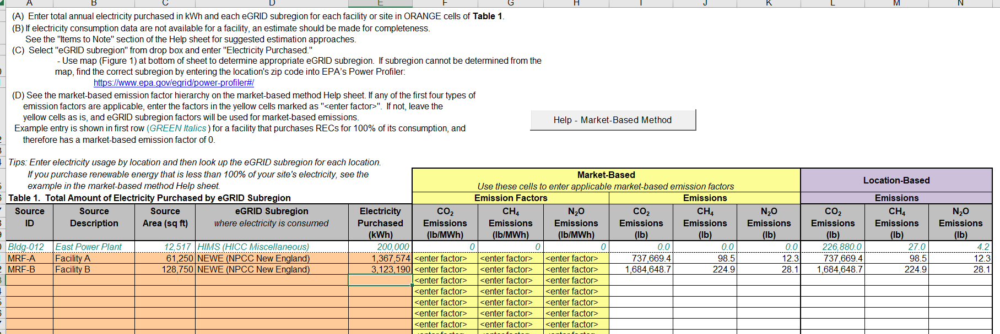 A B C D E F G H I J K L M N
(A) Enter total annual electricity purchased in kWh and each eGRID subregion for each facility or site in ORANGE cells of Table 1.
(B) If electricity consumption data are not available for a facility, an estimate should be made for completeness.
See the "Items to Note" section of the Help sheet for suggested estimation approaches.
(C) Select "eGRID subregion" from drop box and enter "Electricity Purchased."
- Use map (Figure 1) at bottom of sheet to determine appropriate eGRID subregion. If subregion cannot be determined from the
map, find the correct subregion by entering the location's zip code into EPA's Power Profiler:
https://www.epa.gov/egrid/power-profiler#/
(D) See the market-based emission factor hierarchy on the market-based method Help sheet. If any of the first four types of
emission factors are applicable, enter the factors in the yellow cells marked as "<enter factor>". If not, leave the
yellow cells as is, and eGRID subregion factors will be used for market-based emissions.
Help - Market-Based Method
Example entry is shown in first row (GREEN Italics) for a facility that purchases RECs for 100% of its consumption, and
therefore has a market-based emission factor of 0.
Tips: Enter electricity usage by location and then look up the eGRID subregion for each location.
If you purchase renewable energy that is less than 100% of your site's electricity, see the
example in the market-based method Help sheet.
Market-Based
Use these cells to enter applicable market-based emission factors
Location-Based
Table 1. Total Amount of Electricity Purchased by eGRID Subregion
Emission Factors Emissions Emissions
Source Source Source eGRID Subregion Electricity CO2 CH4 N2O CO2 CH4 N2O CO2 CH4 N2O
ID Description Area (sq ft) where electricity is consumed Purchased Emissions Emissions Emissions Emissions Emissions Emissions Emissions Emissions Emissions
(kWh) (lb/MWh) (lb/MWh) (lb/MWh) (lb) (lb) (lb) (lb) (lb) (lb)
Bldg-012 East Power Plant 12,517 HIMS (HICC Miscellaneous) 200,000 0 0 0 0.0 0.0 0.0 226,880.0 27.0 4.2
MRF-A Facility A 61,250 NEWE (NPCC New England) 1,367,574 <enter factor> <enter factor> <enter factor> 737,669.4 98.5 12.3 737,669.4 98.5 12.3
MRF-B Facility B 128,750 NEWE (NPCC New England) 3,123,190 <enter factor> <enter factor> <enter factor> 1,684,648.7 224.9 28.1 1,684,648.7 224.9 28.1
<enter factor> <enter factor> <enter factor>
<enter factor> <enter factor> <enter factor>
<enter factor> <enter factor> <enter factor>
<enter factor> <enter factor> <enter factor>
<enter factor> <enter factor> <enter factor>